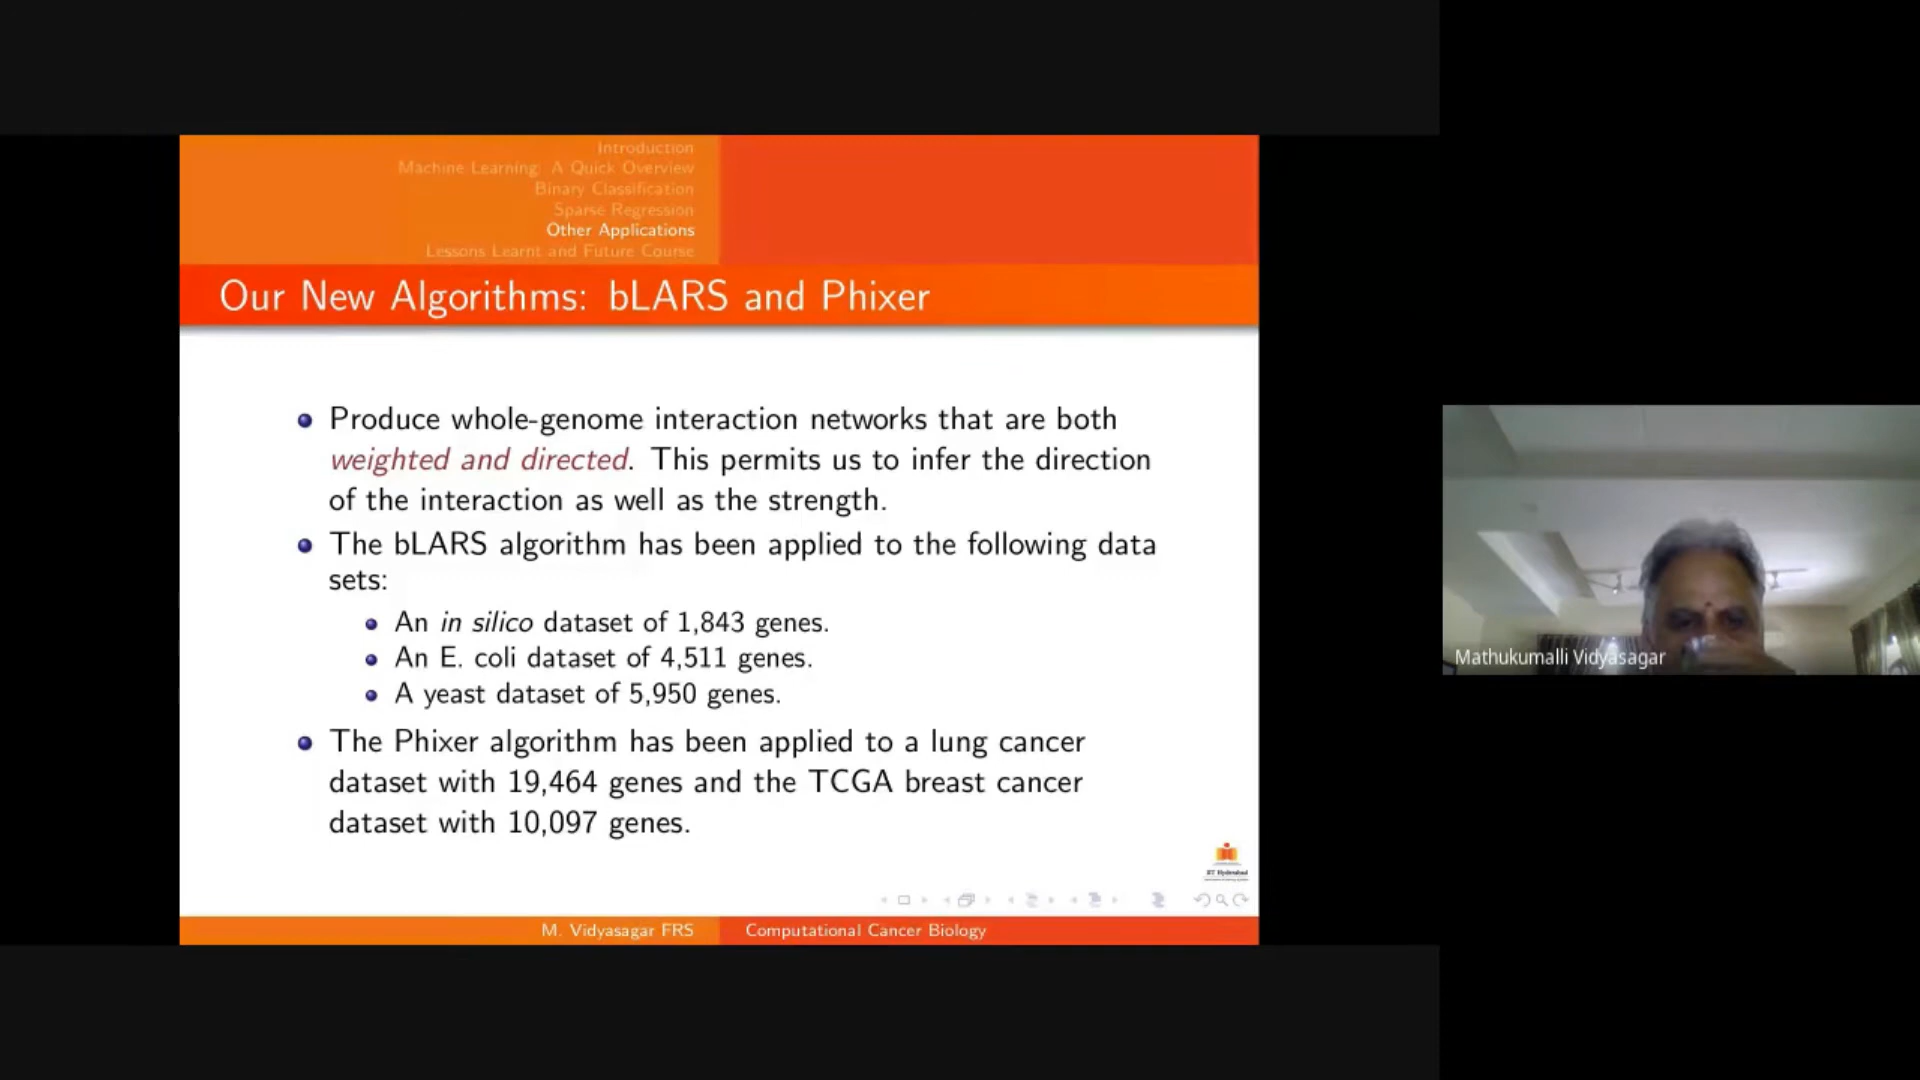 Introduction
Machine Learning: A Quick Overview
Binary Classification
Sparse Regression
Other Applications
Lessons Learnt and Future Course
Our New Algorithms: bLARS and Phixer
Produce whole-genome interaction networks that are both
weighted and directed. This permits us to infer the direction
of the interaction as well as the strength.
The bLARS algorithm has been applied to the following data
sets:
An in silico dataset of 1,843 genes.
An E. coli dataset of 4,511 genes.
A yeast dataset of 5,950 genes.
The Phixer algorithm has been applied to a lung cancer
dataset with 19,464 genes and the TCGA breast cancer
dataset with 10,097 genes.
M. Vidyasagar FRS
Computational Cancer Biology
Mathukumalli Vidyasagar